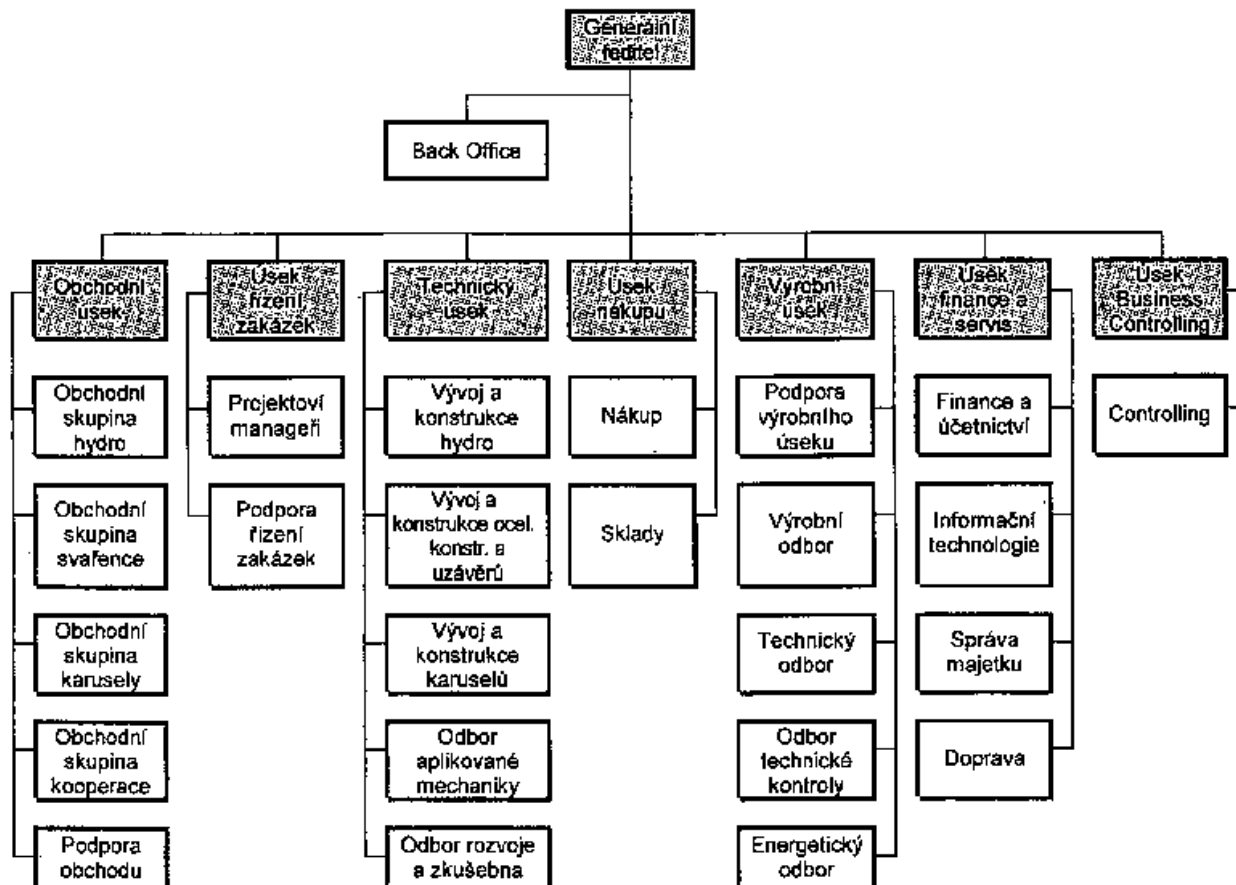 Generální
ředitel
Back Office
Obchodní
úsek
Úsek
řízení
zakázek
Technický
úsek
Úsek
nákupu
Výrobní
úsek
Úsek
finance a
servis
Úsek
Business
Controlling
Obchodní
skupina
hydro
Projektoví
manageři
Vývoj a
konstrukce
hydro
Nákup
Podpora
výrobního
úseku
Finance a
účetnictví
Controlling
Obchodní
skupina
svařence
Podpora
řízení
zakázek
Vývoj a
konstrukce ocel.
konstr. a
uzávěrů
Sklady
Výrobní
odbor
Informační
technologie
Obchodní
skupina
karusely
Vývoj a
konstrukce
karuselů
Technický
odbor
Správa
majetku
Obchodní
skupina
kooperace
Odbor
aplikované
mechaniky
Odbor
technické
kontroly
Doprava
Podpora
obchodu
Odbor rozvoje
a zkušebna
Energetický
odbor